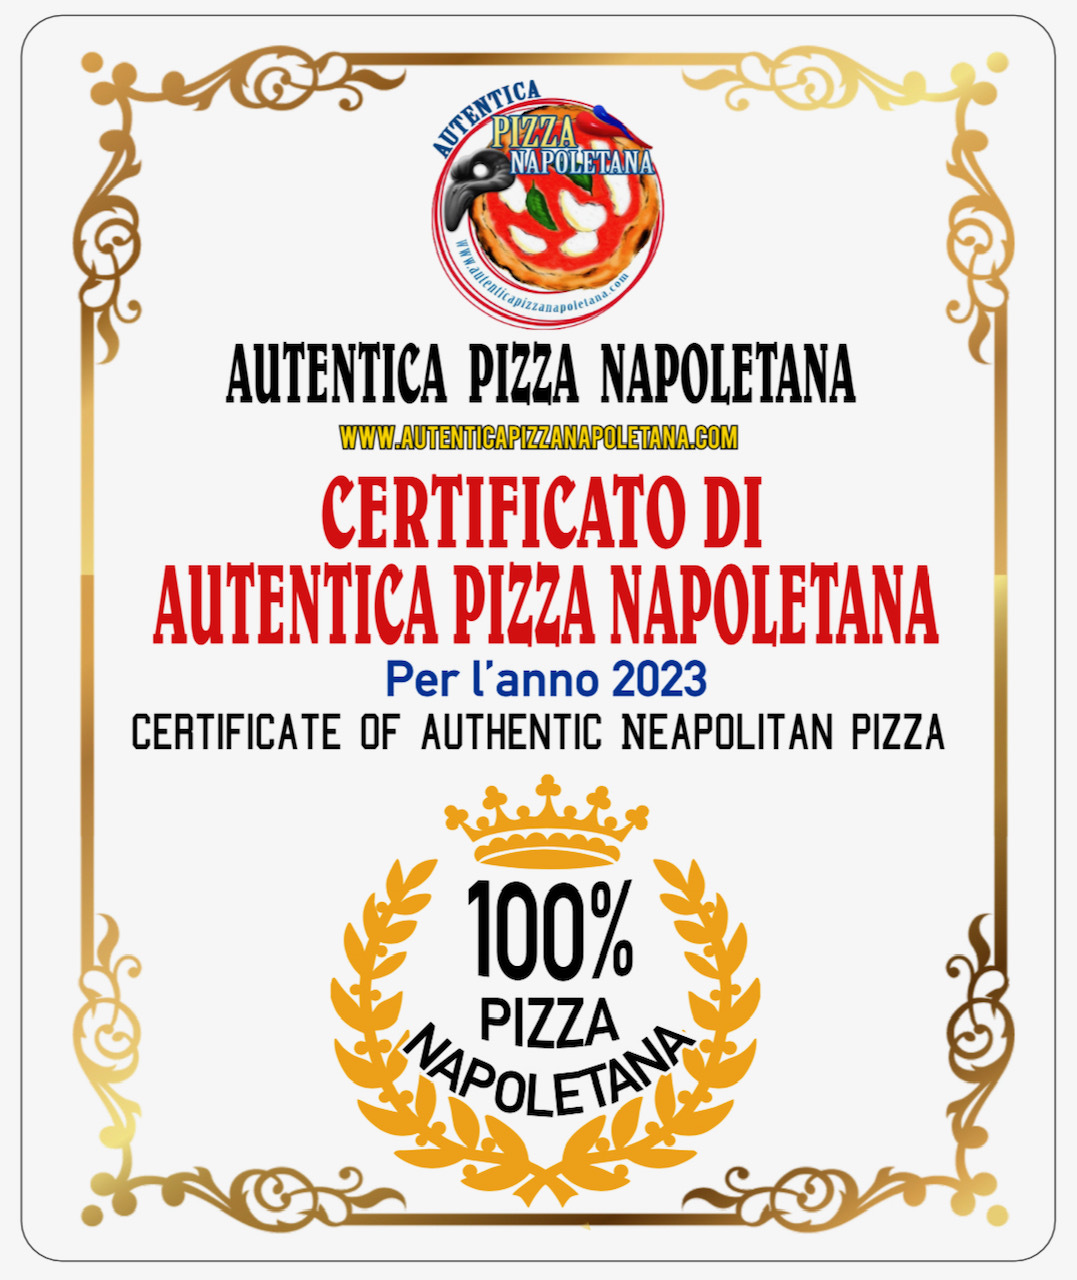 AUTENTICA
PIZZA
NAPOLETANA
www.autenticapizzanapoletana.com
AUTENTICA PIZZA NAPOLETANA
WWW.AUTENTICAPIZZANAPOLETANA.COM
CERTIFICATO DI
AUTENTICA PIZZA NAPOLETANA
Per l'anno 2023
CERTIFICATE OF AUTHENTIC NEAPOLITAN PIZZA
100%
PIZZA
NAPOLETANA